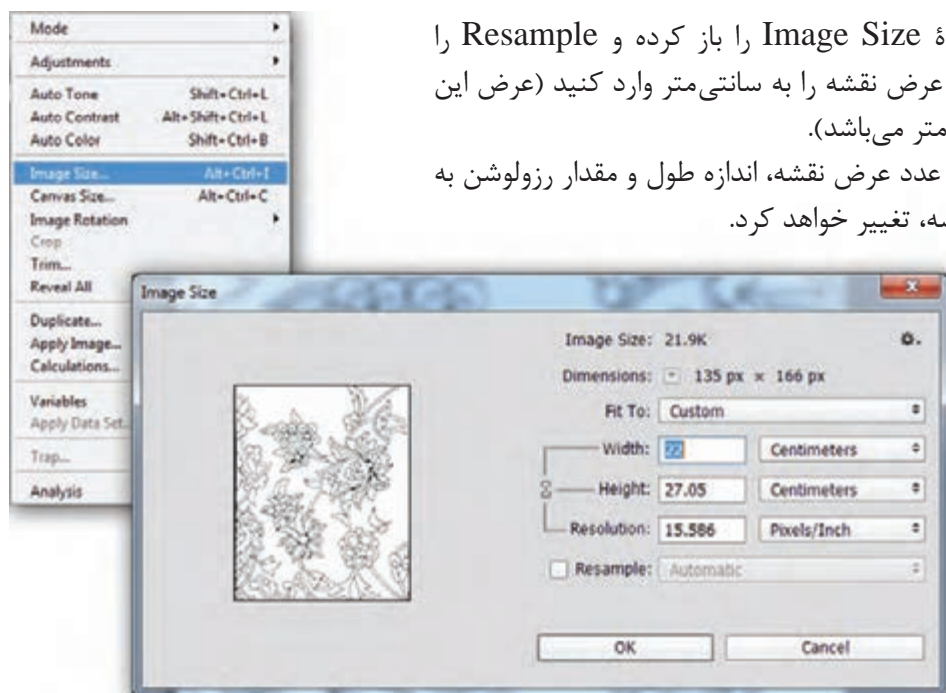 Image Size را باز کرده و Resample را
عرض نقشه را به سانتی‌متر وارد کنید (عرض این
متر می‌باشد).
عدد عرض نقشه، اندازه طول و مقدار رزولوشن به
تغییر خواهد کرد.
Mode
Adjustments
Auto Tone Shift+Ctrl+L
Auto Contrast Alt+Shift+Ctrl+L
Auto Color Shift+Ctrl+B
Image Size... Alt+Ctrl+I
Canvas Size... Alt+Ctrl+C
Image Rotation
Crop
Trim...
Reveal All
Duplicate...
Apply Image...
Calculations...
Variables
Apply Data Set...
Trap...
Analysis
Image Size
Image Size: 21.9K
Dimensions: 135 px × 166 px
Fit To: Custom
Width: 22 Centimeters
Height: 27.05 Centimeters
Resolution: 15.586 Pixels/Inch
Resample: Automatic
OK Cancel